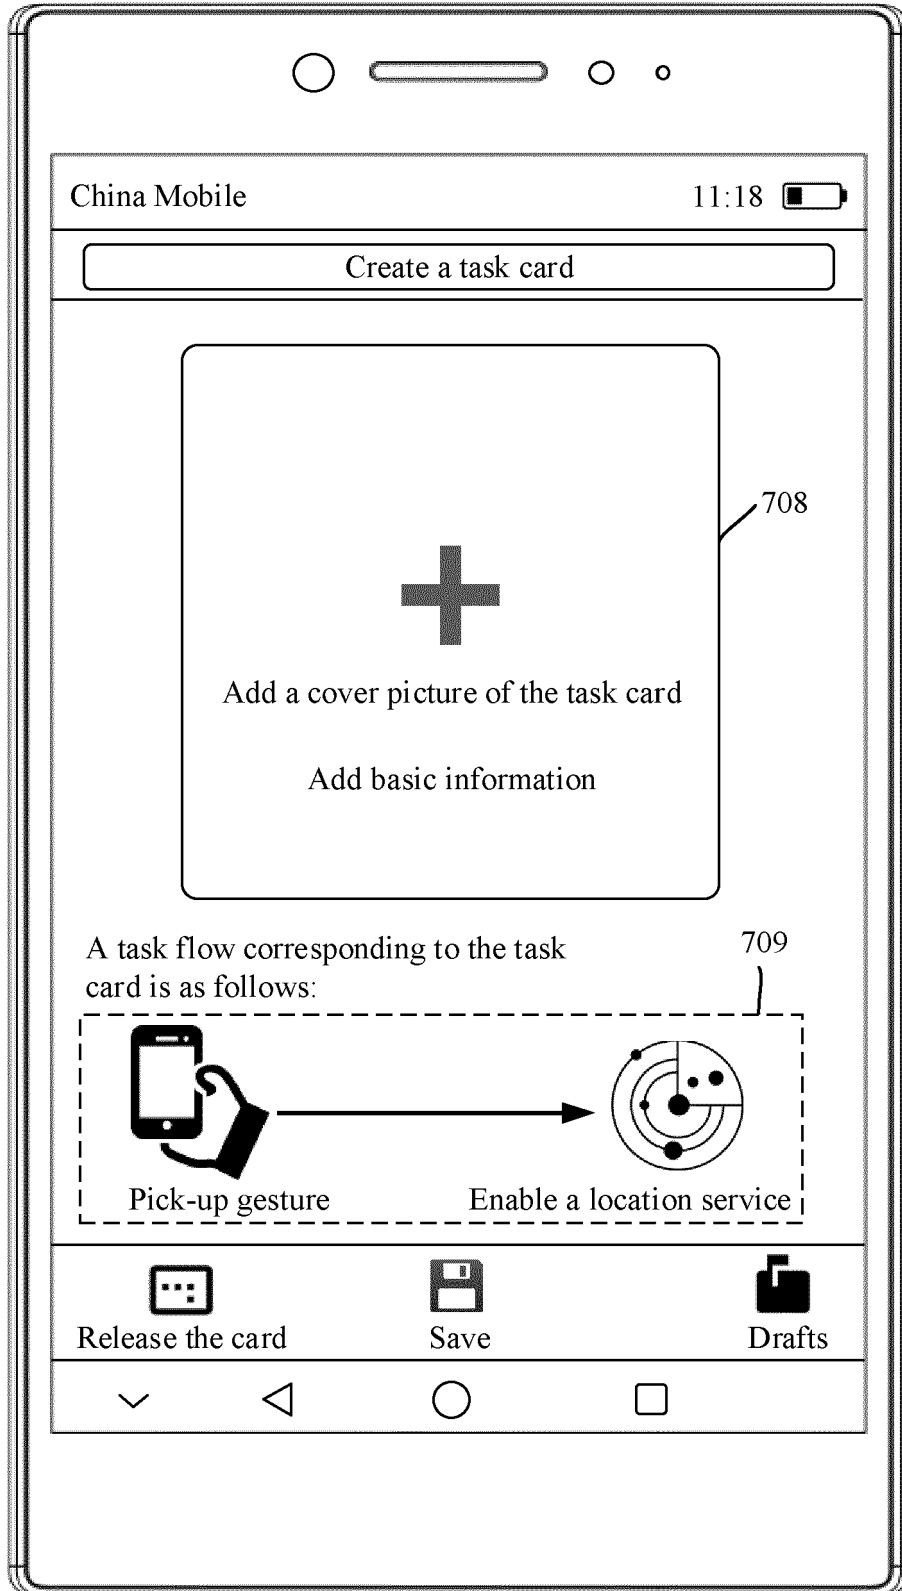 China Mobile 11:18
Create a task card
708
Add a cover picture of the task card
Add basic information
A task flow corresponding to the task
card is as follows:
709
Pick-up gesture Enable a location service
Release the card Save Drafts